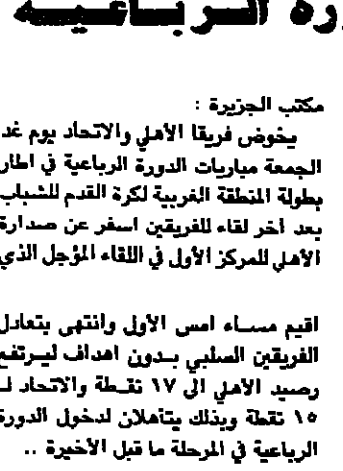 الرباعية
مكتب الجزيرة :
يخوض فريقا الأهلي والاتحاد يوم غد
الجمعة مباريات الدورة الرباعية في اطار
بطولة المنطقة الغربية لكرة القدم للشباب
بعد اخر لقاء للفريقين اسفر عن صدارة
الأهلي للمركز الأول في اللقاء المؤجل الذي
اقيم مساء امس الأول وانتهى بتعادل
الفريقين السلبي بدون اهداف ليرتفع
رصيد الأهلي الى ١٧ نقطة والاتحاد لـ
١٥ نقطة وبذلك يتأهلان لدخول الدورة
الرباعية في المرحلة ما قبل الأخيرة ..